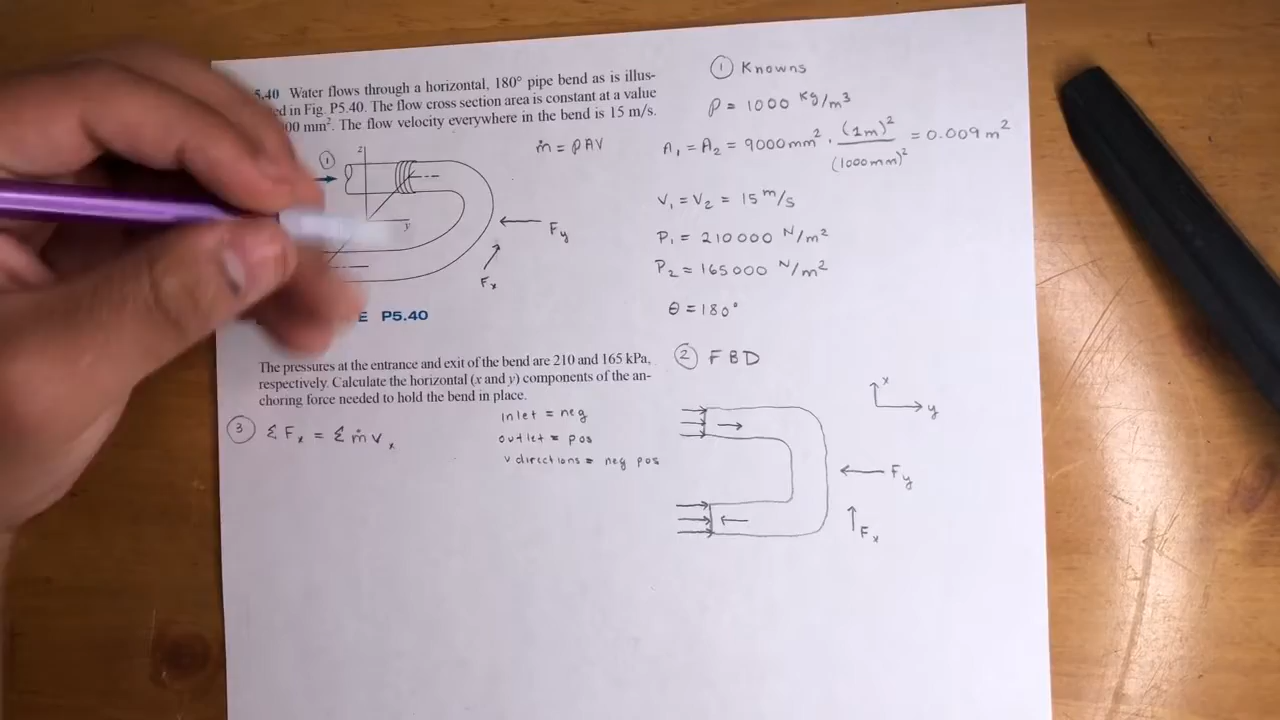 5.40 Water flows through a horizontal, 180° pipe bend as is illus-
ed in Fig. P5.40. The flow cross section area is constant at a value
00 mm². The flow velocity everywhere in the bend is 15 m/s.
①
z
y
ṁ = ρAV
Fy
Fx
E P5.40
The pressures at the entrance and exit of the bend are 210 and 165 kPa,
respectively. Calculate the horizontal (x and y) components of the an-
choring force needed to hold the bend in place.
③ Σ Fx = Σ ṁ Vx
inlet = neg
outlet = pos
v directions = neg pos
① Knowns
ρ = 1000 kg/m³
A₁ = A₂ = 9000 mm² · (1m)² / (1000mm)² = 0.009 m²
V₁ = V₂ = 15 m/s
P₁ = 210000 N/m²
P₂ = 165000 N/m²
θ = 180°
② FBD
x
y
Fy
Fx